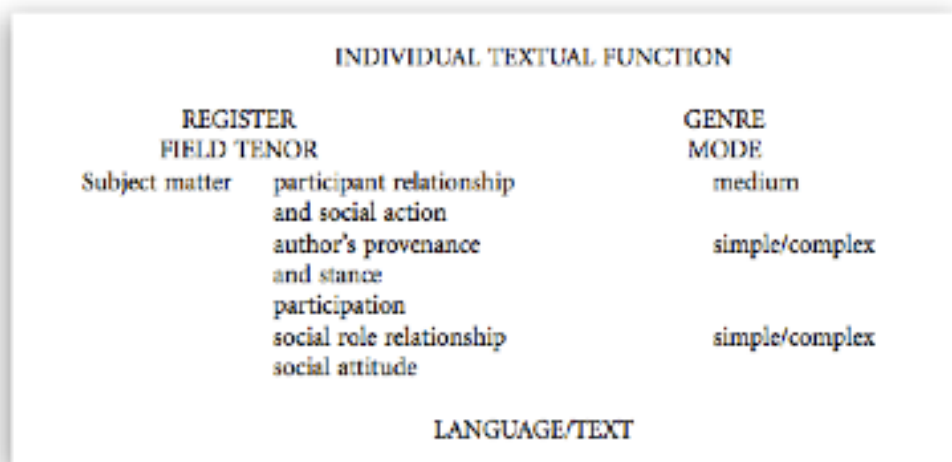 INDIVIDUAL TEXTUAL FUNCTION
REGISTER GENRE
FIELD TENOR MODE
Subject matter participant relationship medium
and social action
author's provenance simple/complex
and stance
participation
social role relationship simple/complex
social attitude
LANGUAGE/TEXT